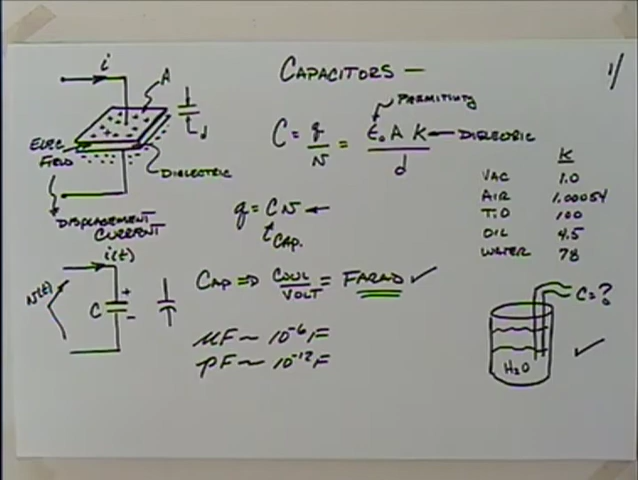 CAPACITORS —
1/
i
A
d
ELEC
FIELD
DIELECTRIC
DISPLACEMENT
CURRENT
PERMITIVITY
C = q/N = ε₀ A K/d
DIELECTRIC
q = C N
CAP.
K
VAC 1.0
AIR 1.00054
T.O 100
OIL 4.5
WATER 78
i(t)
N(t)
C
+
-
CAP ⇒ COUL/VOLT = FARAD
μF ~ 10⁻⁶ F
pF ~ 10⁻¹² F
C = ?
H₂O